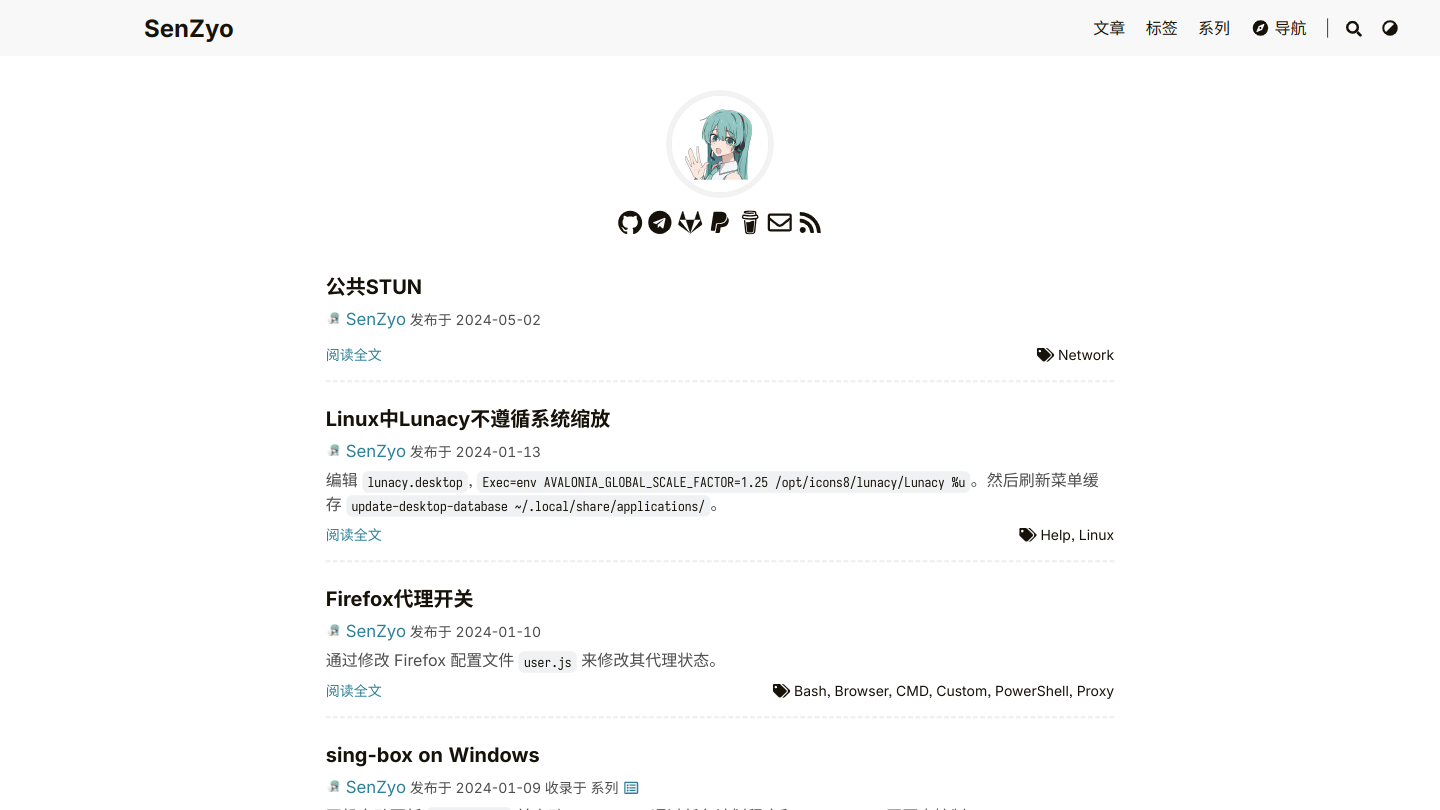 SenZyo
文章 标签 系列 导航
公共STUN
SenZyo 发布于 2024-05-02
阅读全文
Network
Linux中Lunacy不遵循系统缩放
SenZyo 发布于 2024-01-13
编辑 lunacy.desktop , Exec=env AVALONIA_GLOBAL_SCALE_FACTOR=1.25 /opt/icons8/lunacy/Lunacy %u 。然后刷新菜单缓
存 update-desktop-database ~/.local/share/applications/ 。
阅读全文
Help, Linux
Firefox代理开关
SenZyo 发布于 2024-01-10
通过修改 Firefox 配置文件 user.js 来修改其代理状态。
阅读全文
Bash, Browser, CMD, Custom, PowerShell, Proxy
sing-box on Windows
SenZyo 发布于 2024-01-09 收录于 系列